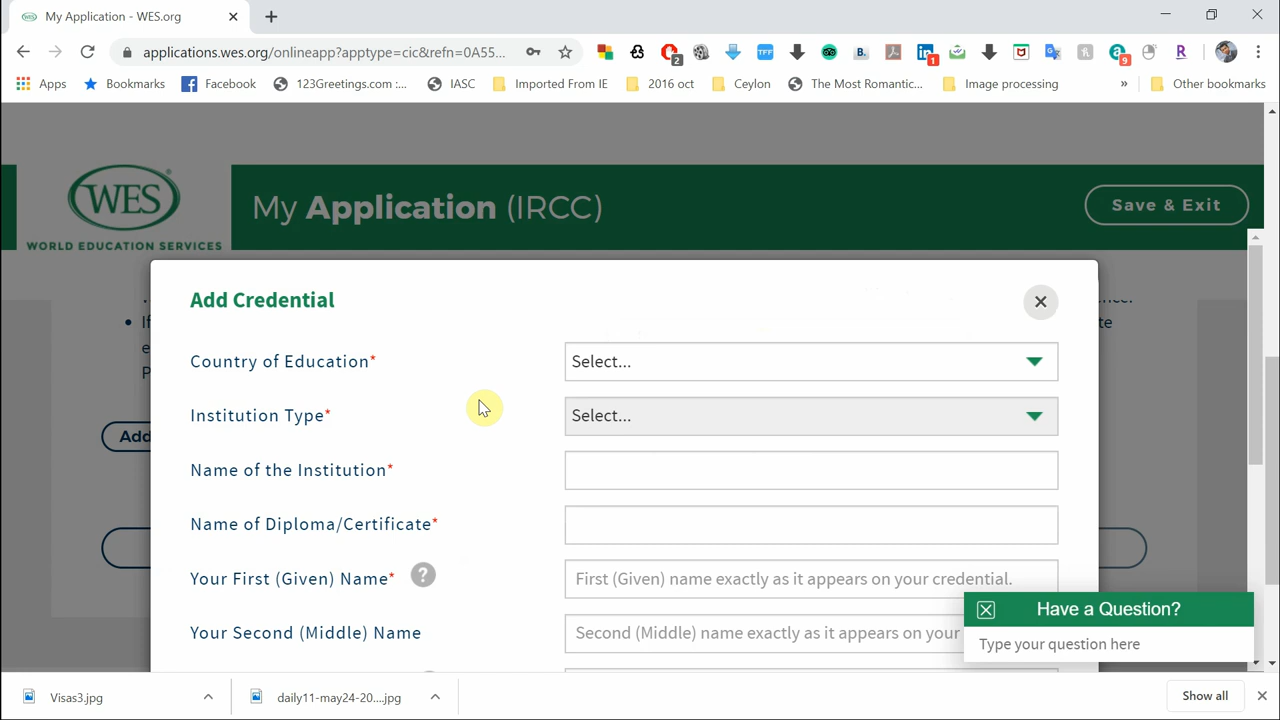 My Application - WES.org
applications.wes.org/onlineapp?apptype=cic&refn=0A55...
Apps
Bookmarks
Facebook
123Greetings.com :...
IASC
Imported From IE
2016 oct
Ceylon
The Most Romantic...
Image processing
»
Other bookmarks
WES
WORLD EDUCATION SERVICES
My Application (IRCC)
Save & Exit
Add Credential
Country of Education*
Select...
Institution Type*
Select...
Name of the Institution*
Name of Diploma/Certificate*
Your First (Given) Name* ?
First (Given) name exactly as it appears on your credential.
Your Second (Middle) Name
Second (Middle) name exactly as it appears on your
Add
Have a Question?
Type your question here
Visas3.jpg
daily11-may24-20....jpg
Show all